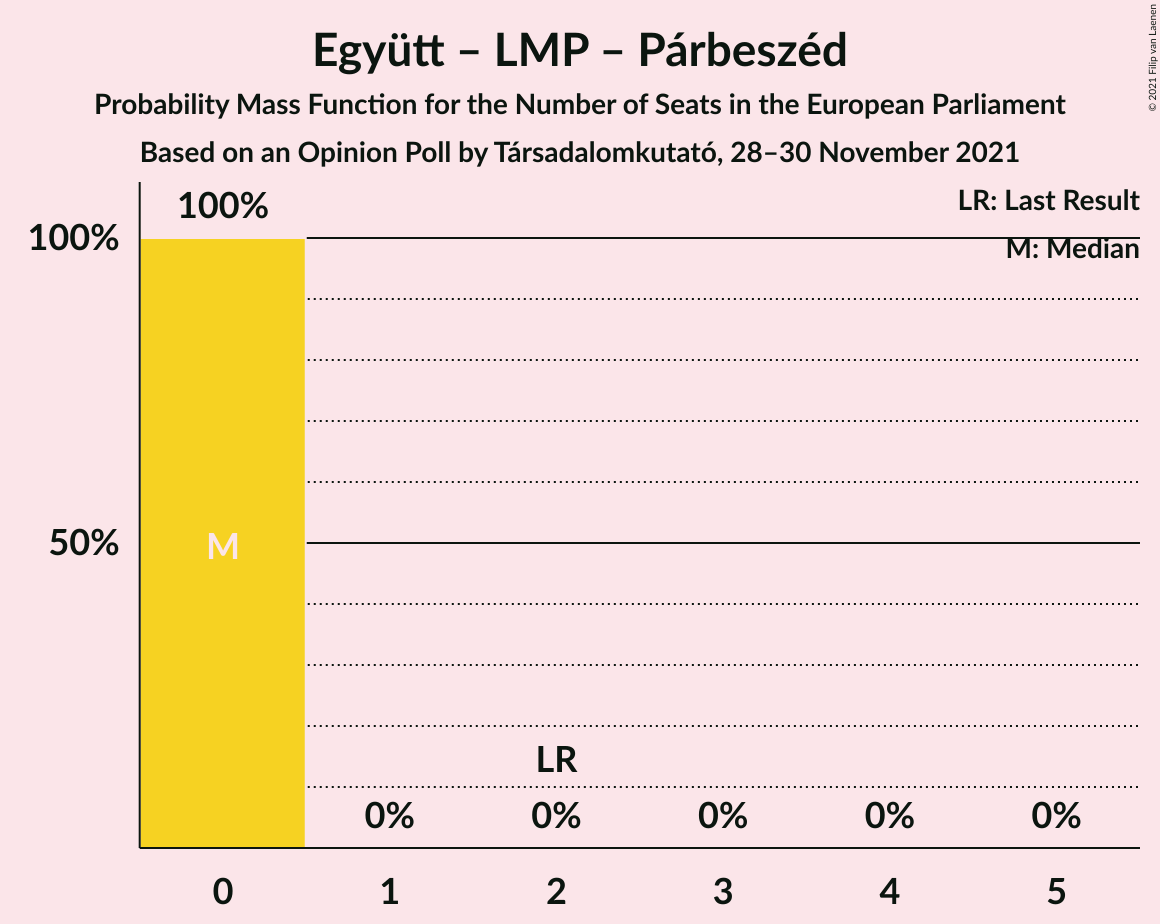 Együtt – LMP – Párbeszéd
Probability Mass Function for the Number of Seats in the European Parliament
Based on an Opinion Poll by Társadalomkutató, 28–30 November 2021
© 2021 Filip van Laenen
LR: Last Result
M: Median
100%
100%
50%
M
LR
0%
0%
0%
0%
0%
0
1
2
3
4
5